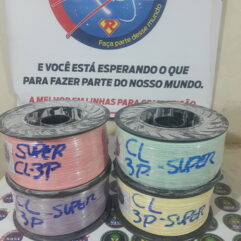 Faça parte desse mundo
E VOCÊ ESTÁ ESPERANDO O QUE
PARA FAZER PARTE DO NOSSO MUNDO.
A MELHOR EM LINHAS PARA
SUPER
CL-3P
CL
3P-SUPER
CL
3P-SUPER
CL
3P-SUPER